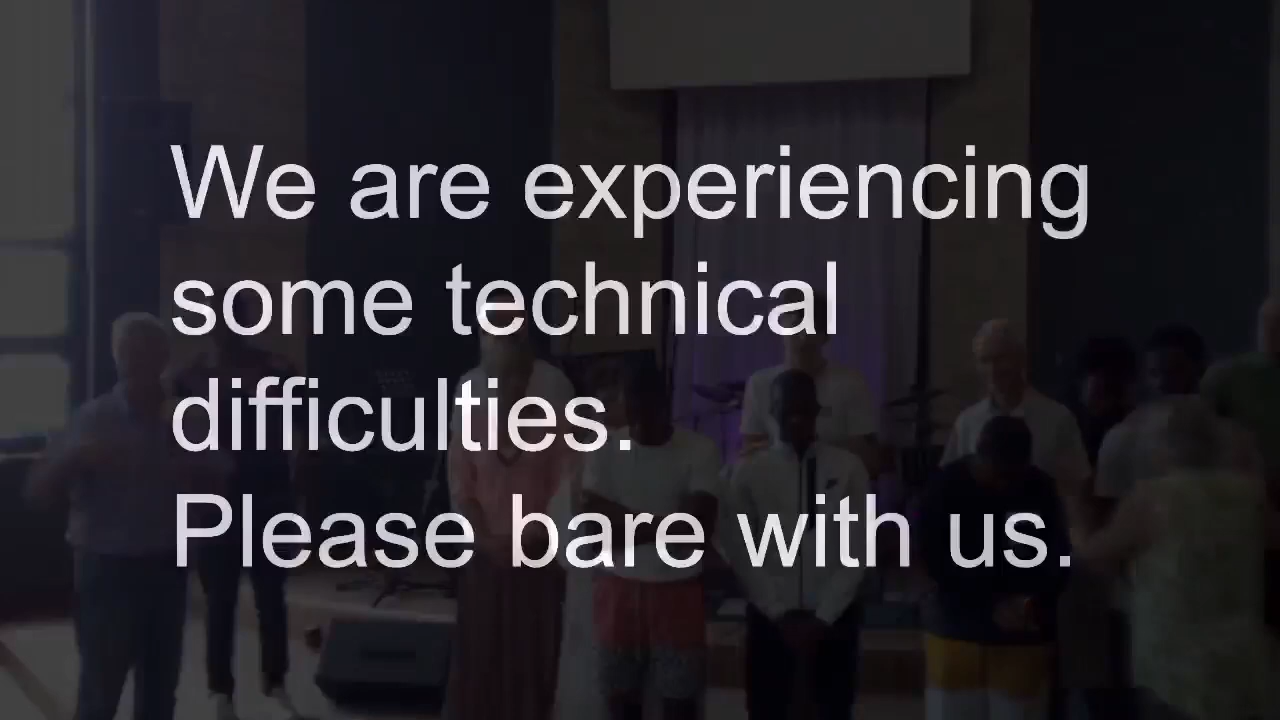 We are experiencing
some technical
difficulties.
Please bare with us.